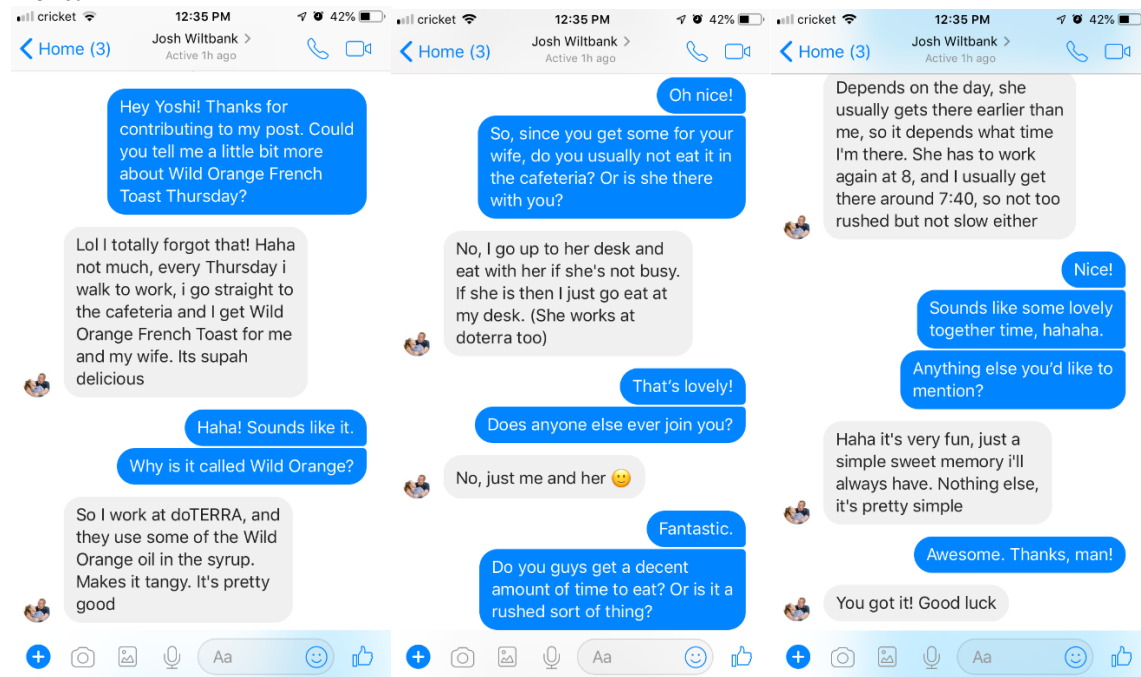 cricket 12:35 PM 42%
Home (3) Josh Wiltbank >
Active 1h ago
Hey Yoshi! Thanks for
contributing to my post. Could
you tell me a little bit more
about Wild Orange French
Toast Thursday?
Lol I totally forgot that! Haha
not much, every Thursday i
walk to work, i go straight to
the cafeteria and I get Wild
Orange French Toast for me
and my wife. Its supah
delicious
Haha! Sounds like it.
Why is it called Wild Orange?
So I work at doTERRA, and
they use some of the Wild
Orange oil in the syrup.
Makes it tangy. It's pretty
good
Aa
cricket 12:35 PM 42%
Home (3) Josh Wiltbank >
Active 1h ago
Oh nice!
So, since you get some for your
wife, do you usually not eat it in
the cafeteria? Or is she there
with you?
No, I go up to her desk and
eat with her if she's not busy.
If she is then I just go eat at
my desk. (She works at
doterra too)
That's lovely!
Does anyone else ever join you?
No, just me and her 🙂
Fantastic.
Do you guys get a decent
amount of time to eat? Or is it a
rushed sort of thing?
Aa
cricket 12:35 PM 42%
Home (3) Josh Wiltbank >
Active 1h ago
Depends on the day, she
usually gets there earlier than
me, so it depends what time
I'm there. She has to work
again at 8, and I usually get
there around 7:40, so not too
rushed but not slow either
Nice!
Sounds like some lovely
together time, hahaha.
Anything else you'd like to
mention?
Haha it's very fun, just a
simple sweet memory i'll
always have. Nothing else,
it's pretty simple
Awesome. Thanks, man!
You got it! Good luck
Aa